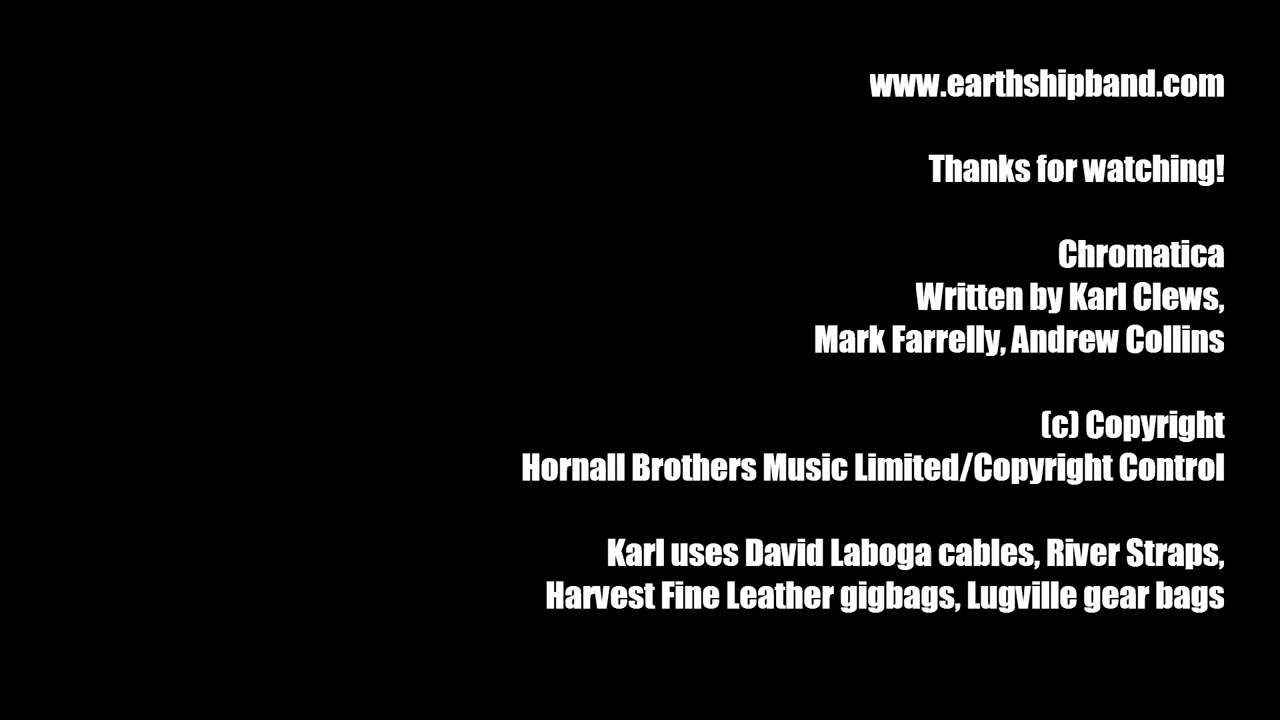 www.earthshipband.com
Thanks for watching!
Chromatica
Written by Karl Clews,
Mark Farrelly, Andrew Collins
(c) Copyright
Hornall Brothers Music Limited/Copyright Control
Karl uses David Laboga cables, River Straps,
Harvest Fine Leather gigbags, Lugville gear bags